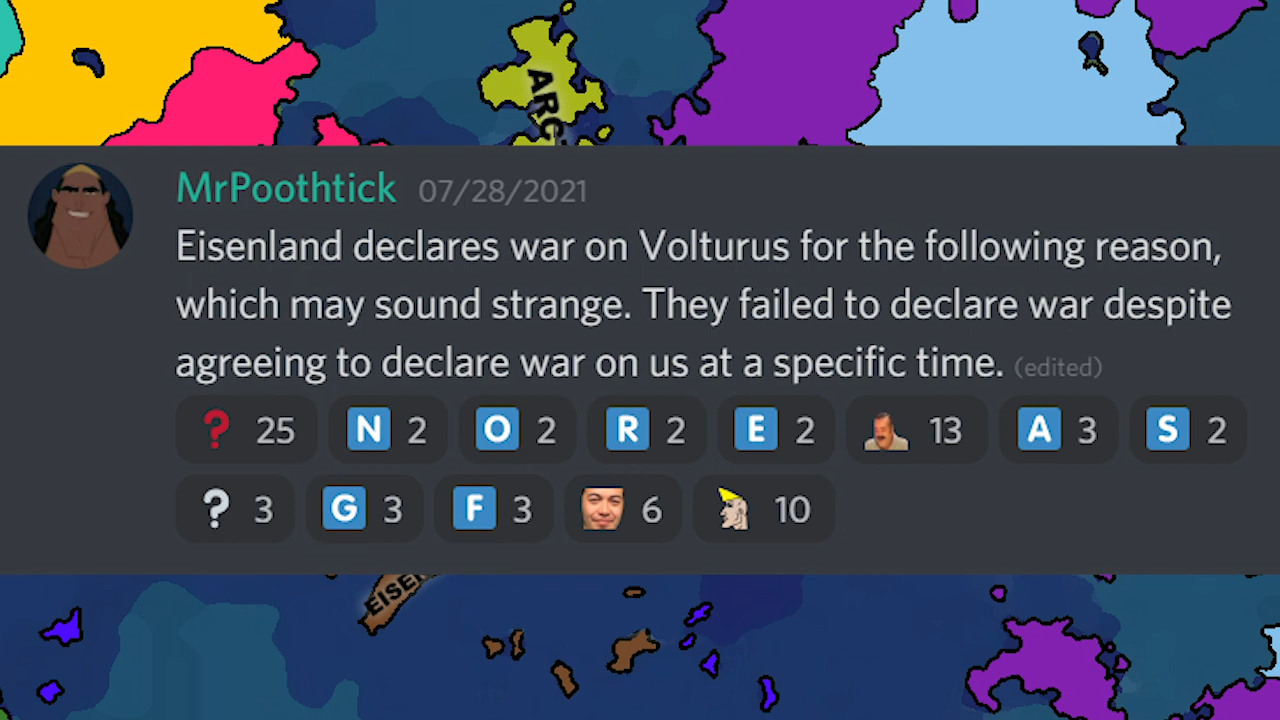 ARC
MrPoothtick 07/28/2021
Eisenland declares war on Volturus for the following reason,
which may sound strange. They failed to declare war despite
agreeing to declare war on us at a specific time. (edited)
❓ 25 N 2 O 2 R 2 E 2 13 A 3 S 2
❔ 3 G 3 F 3 6 10
EISEN